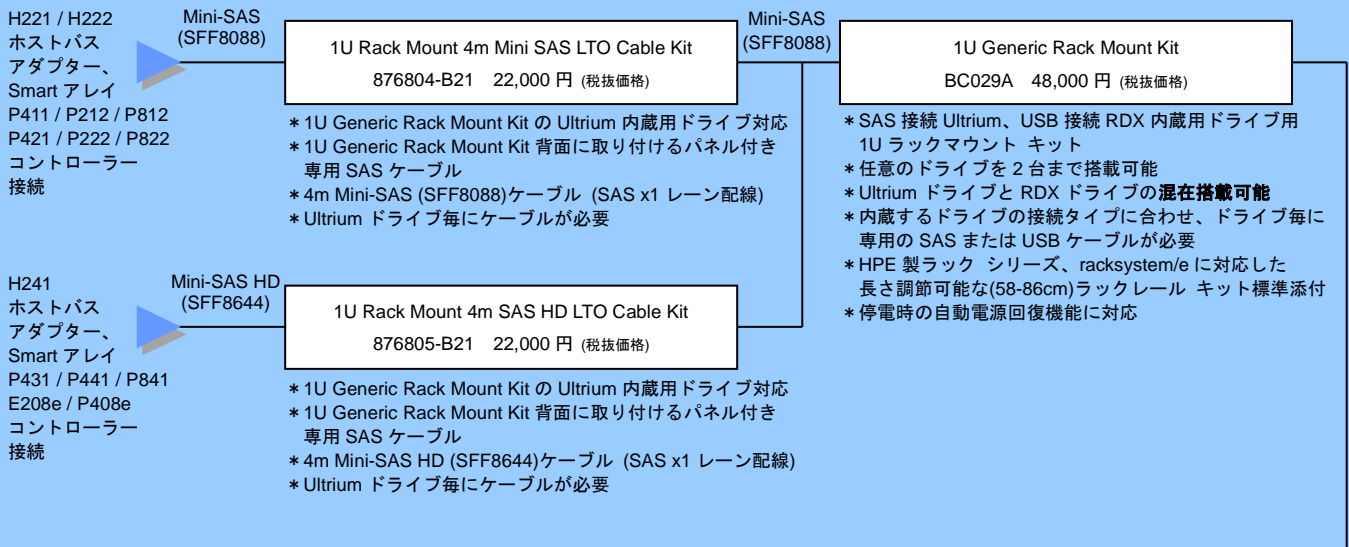 H221 / H222
ホストバス
アダプター、
Smart アレイ
P411 / P212 / P812
P421 / P222 / P822
コントローラー
接続
Mini-SAS
(SFF8088)
1U Rack Mount 4m Mini SAS LTO Cable Kit
876804-B21 22,000 円 (税抜価格)
*1U Generic Rack Mount Kit の Ultrium 内蔵用ドライブ対応
*1U Generic Rack Mount Kit 背面に取り付けるパネル付き
専用 SAS ケーブル
*4m Mini-SAS (SFF8088)ケーブル (SAS x1 レーン配線)
*Ultrium ドライブ毎にケーブルが必要
Mini-SAS
(SFF8088)
1U Generic Rack Mount Kit
BC029A 48,000 円 (税抜価格)
*SAS 接続 Ultrium、USB 接続 RDX 内蔵用ドライブ用
1U ラックマウント キット
*任意のドライブを 2 台まで搭載可能
*Ultrium ドライブと RDX ドライブの混在搭載可能
*内蔵するドライブの接続タイプに合わせ、ドライブ毎に
専用の SAS または USB ケーブルが必要
*HPE 製ラック シリーズ、racksystem/e に対応した
長さ調節可能な(58-86cm)ラックレール キット標準添付
*停電時の自動電源回復機能に対応
H241
ホストバス
アダプター、
Smart アレイ
P431 / P441 / P841
E208e / P408e
コントローラー
接続
Mini-SAS HD
(SFF8644)
1U Rack Mount 4m SAS HD LTO Cable Kit
876805-B21 22,000 円 (税抜価格)
*1U Generic Rack Mount Kit の Ultrium 内蔵用ドライブ対応
*1U Generic Rack Mount Kit 背面に取り付けるパネル付き
専用 SAS ケーブル
*4m Mini-SAS HD (SFF8644)ケーブル (SAS x1 レーン配線)
*Ultrium ドライブ毎にケーブルが必要